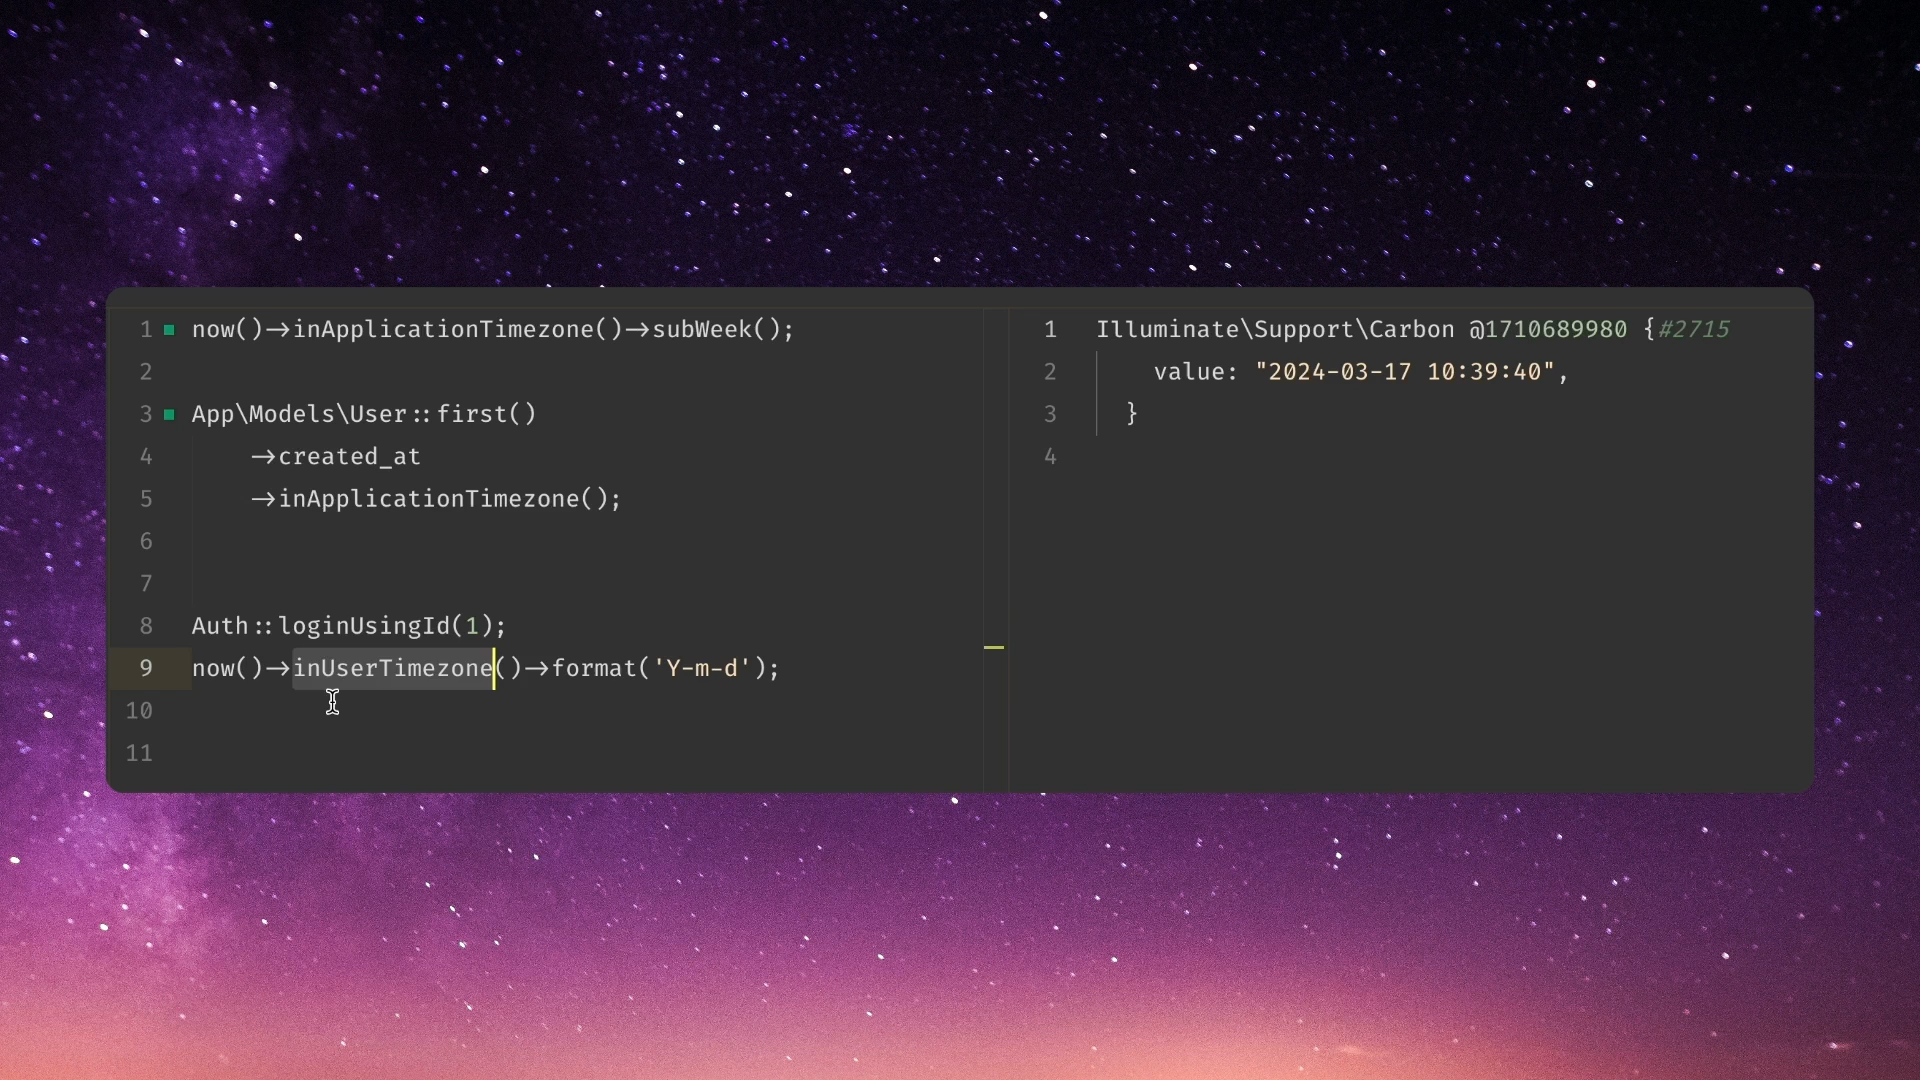 1 now()->inApplicationTimezone()->subWeek();
2
3 App\Models\User::first()
4 ->created_at
5 ->inApplicationTimezone();
6
7
8 Auth::loginUsingId(1);
9 now()->inUserTimezone()->format('Y-m-d');
10
11
1 Illuminate\Support\Carbon @1710689980 {#2715
2 value: "2024-03-17 10:39:40",
3 }
4